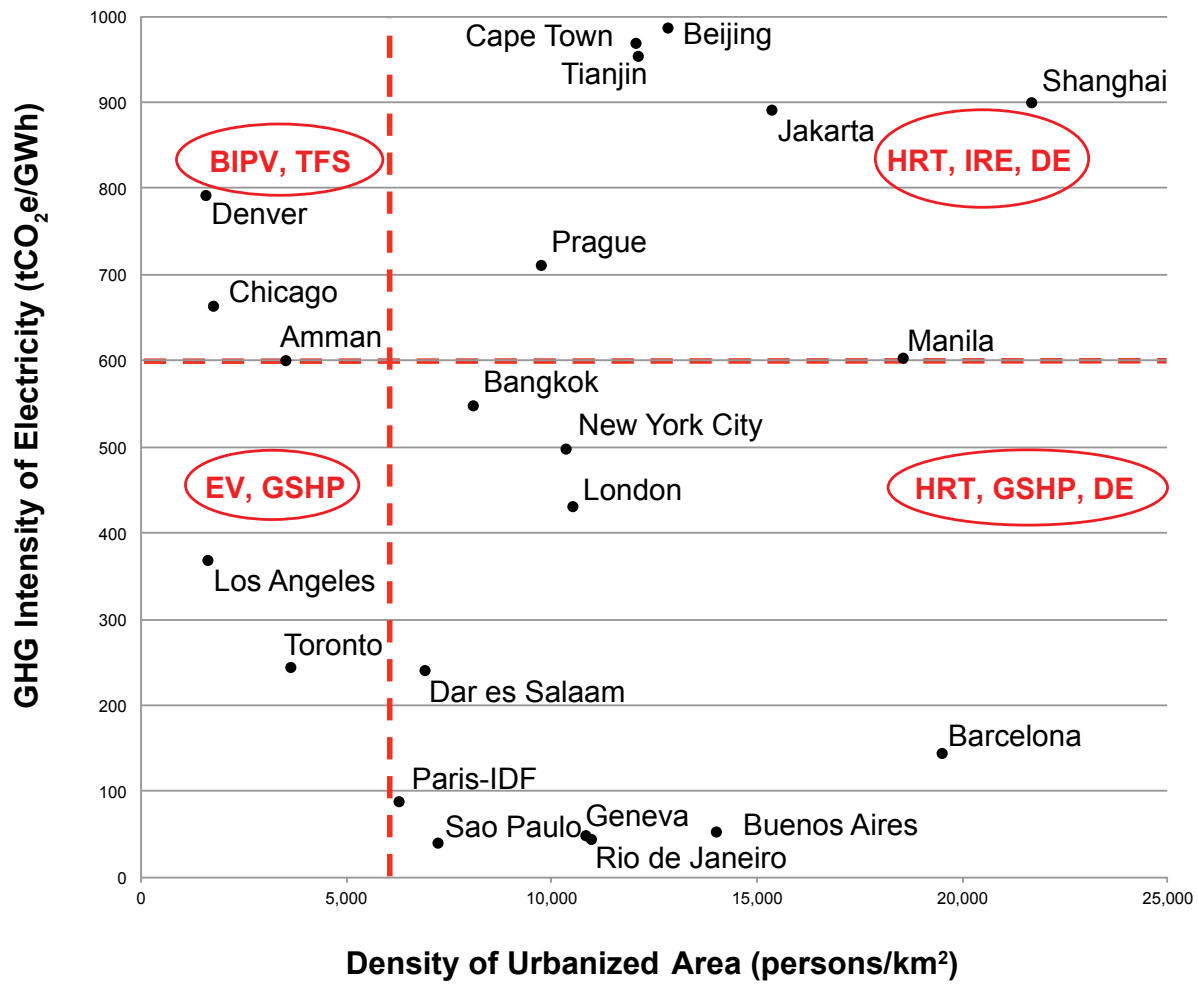 GHG Intensity of Electricity (tCO₂e/GWh)
1000
900
800
700
600
500
400
300
200
100
0
Cape Town
Beijing
Tianjin
Shanghai
Jakarta
BIPV, TFS
HRT, IRE, DE
Denver
Prague
Chicago
Amman
Manila
Bangkok
New York City
EV, GSHP
London
HRT, GSHP, DE
Los Angeles
Toronto
Dar es Salaam
Barcelona
Paris-IDF
Sao Paulo
Geneva
Buenos Aires
Rio de Janeiro
0
5,000
10,000
15,000
20,000
25,000
Density of Urbanized Area (persons/km²)